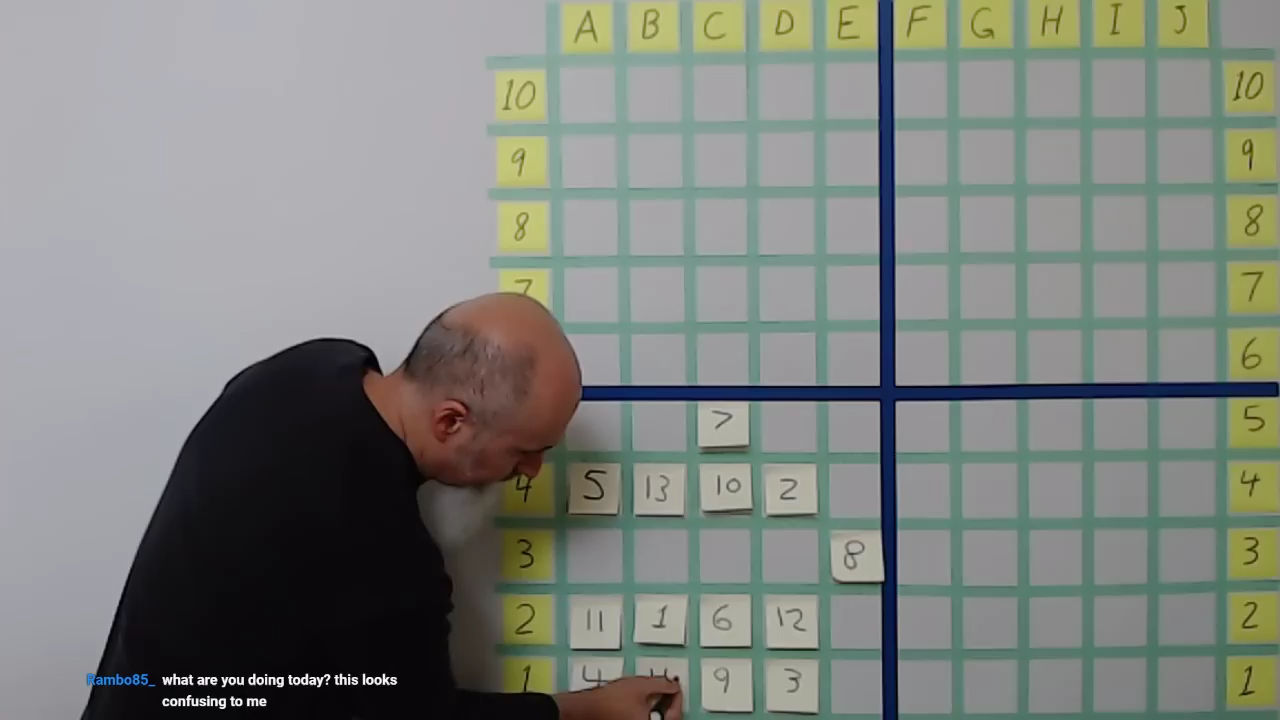 A B C D E F G H I J
10 10
9 9
8 8
7 7
6
7 5
4 5 13 10 2 4
3 8 3
2 11 1 6 12 2
1 4 9 3 1
Rambo85_ what are you doing today? this looks
confusing to me